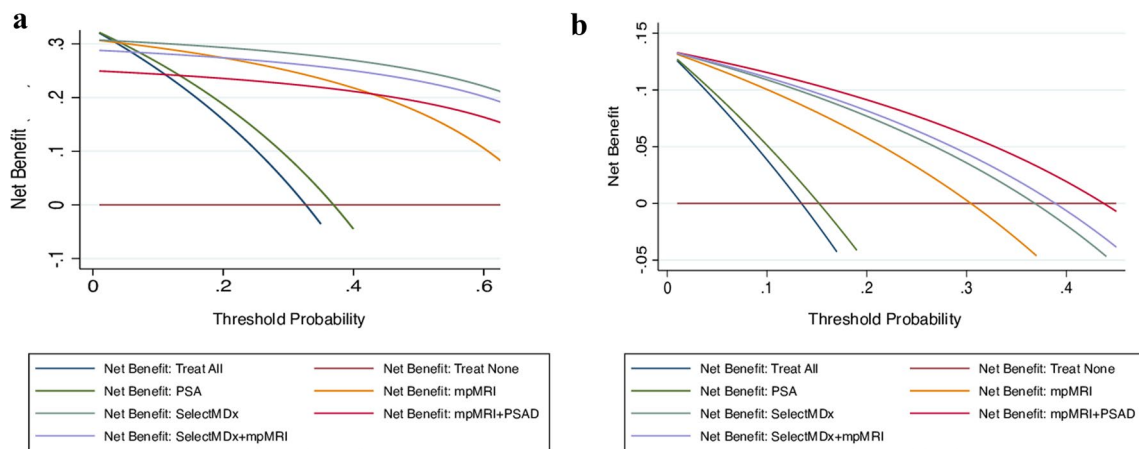 a
Net Benefit
.3
.2
.1
0
-.1
0
.2
.4
.6
Threshold Probability
Net Benefit: Treat All
Net Benefit: Treat None
Net Benefit: PSA
Net Benefit: mpMRI
Net Benefit: SelectMDx
Net Benefit: mpMRI+PSAD
Net Benefit: SelectMDx+mpMRI
b
Net Benefit
.15
.1
.05
0
-.05
0
.1
.2
.3
.4
Threshold Probability
Net Benefit: Treat All
Net Benefit: Treat None
Net Benefit: PSA
Net Benefit: mpMRI
Net Benefit: SelectMDx
Net Benefit: mpMRI+PSAD
Net Benefit: SelectMDx+mpMRI